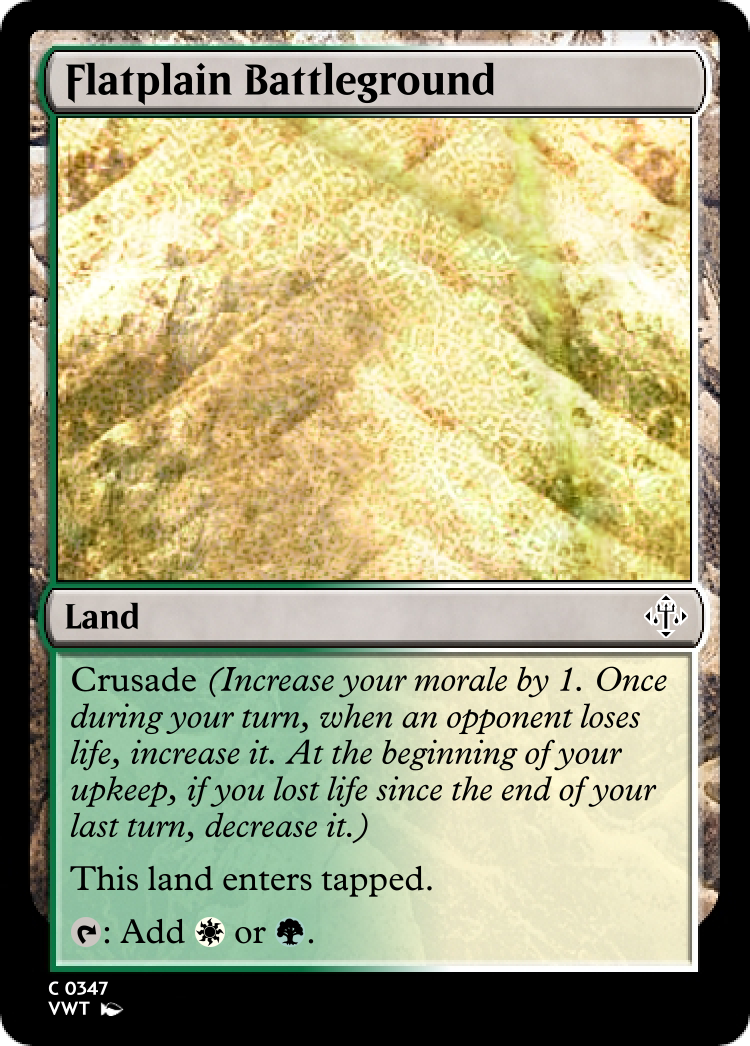 Flatplain Battleground
Land
Crusade (Increase your morale by 1. Once
during your turn, when an opponent loses
life, increase it. At the beginning of your
upkeep, if you lost life since the end of your
last turn, decrease it.)
This land enters tapped.
: Add or .
C 0347
VWT